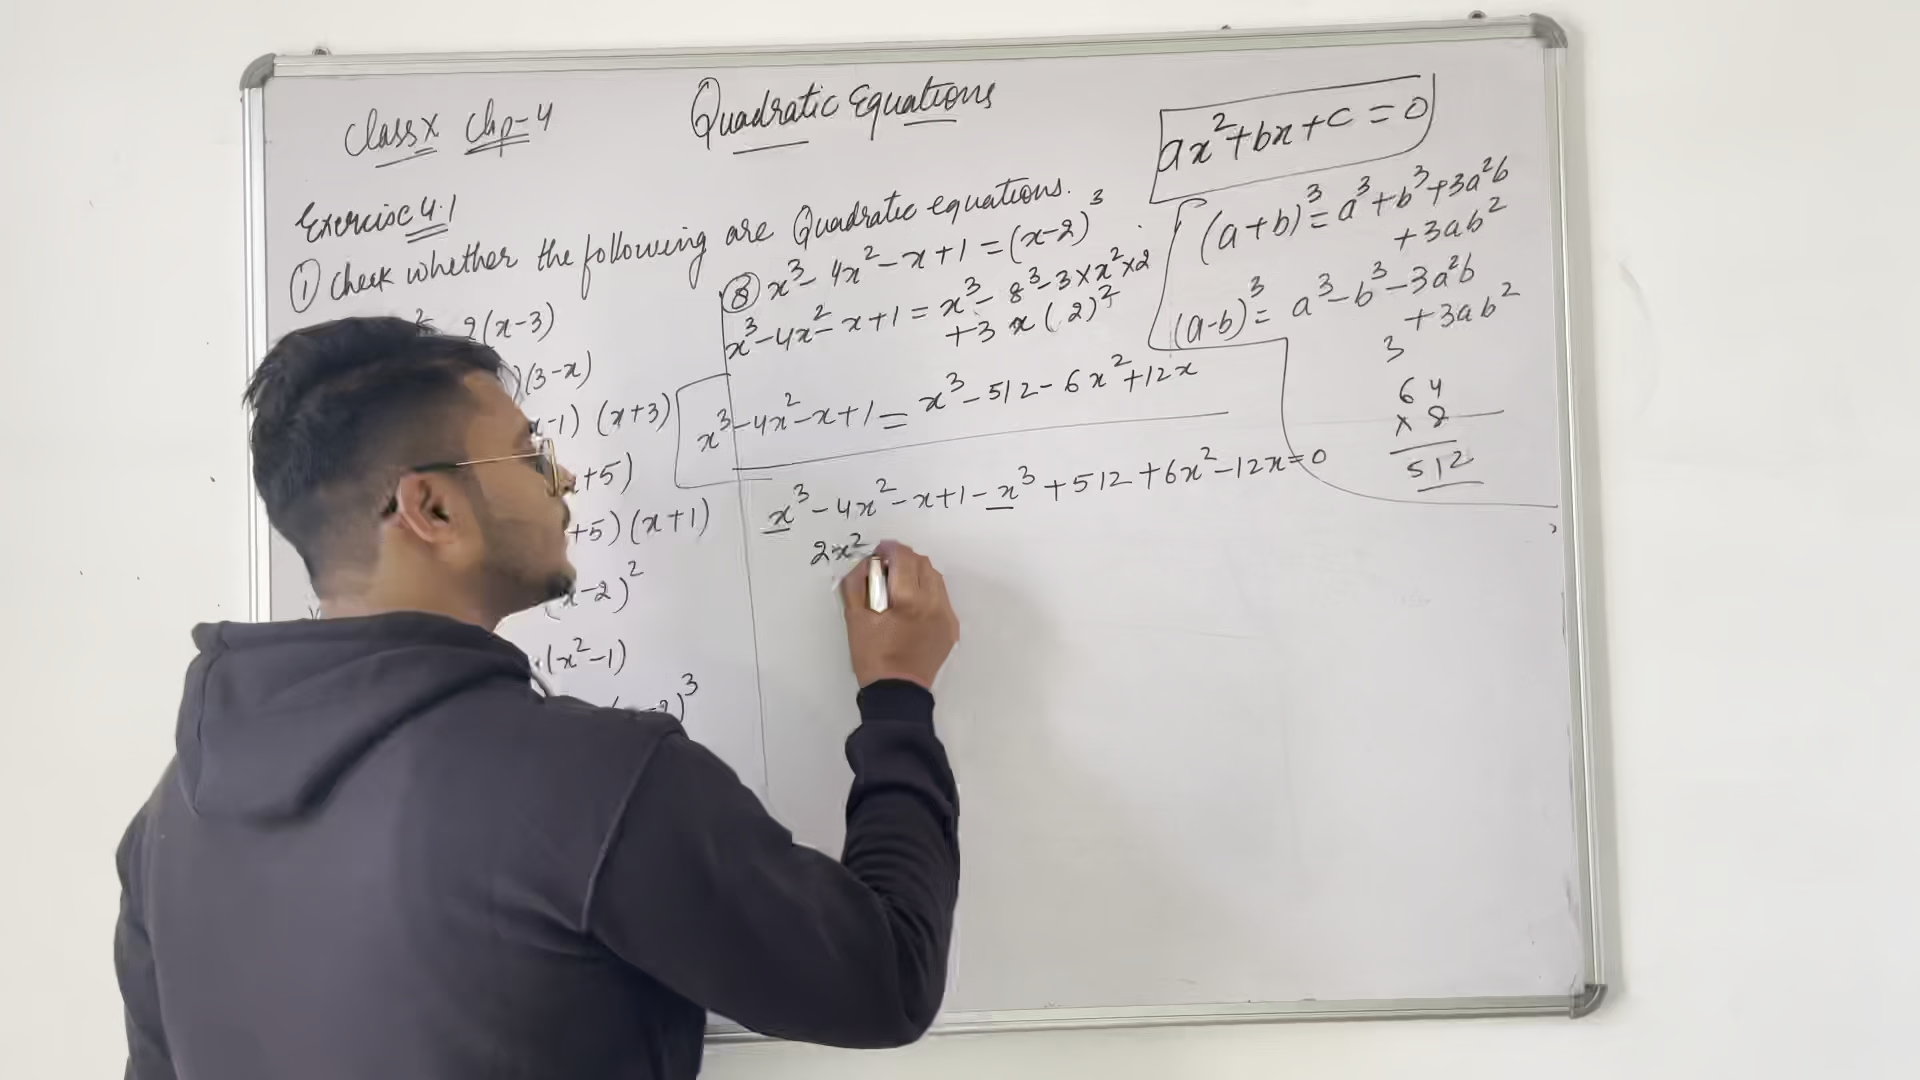 Class X Chp-4
Quadratic Equations
ax²+bx+c=0
Exercise 4.1
① Check whether the following are Quadratic equations.
2(x-3)
)(3-x)
x-1) (x+3)
x+5)
+5)(x+1)
(x-2)²
(x²-1)
-2)³
⑧ x³-4x²-x+1=(x-2)³
x³-4x²-x+1=x³-8³-3×x²×2
+3x(2)²
x³-4x²-x+1=x³-512-6x²+12x
x³-4x²-x+1-x³+512+6x²-12x=0
2x²
(a+b)³=a³+b³+3a²b
+3ab²
(a-b)³=a³-b³-3a²b
+3ab²
3
64
×8
512